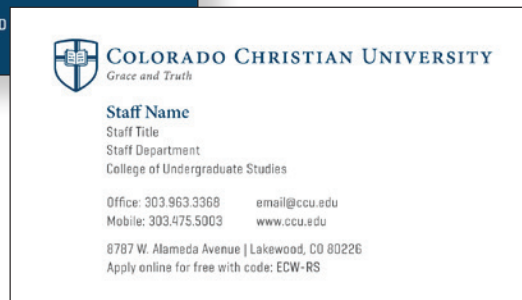 COLORADO CHRISTIAN UNIVERSITY
Grace and Truth
Staff Name
Staff Title
Staff Department
College of Undergraduate Studies
Office: 303.963.3368 email@ccu.edu
Mobile: 303.475.5003 www.ccu.edu
8787 W. Alameda Avenue | Lakewood, CO 80226
Apply online for free with code: ECW-RS